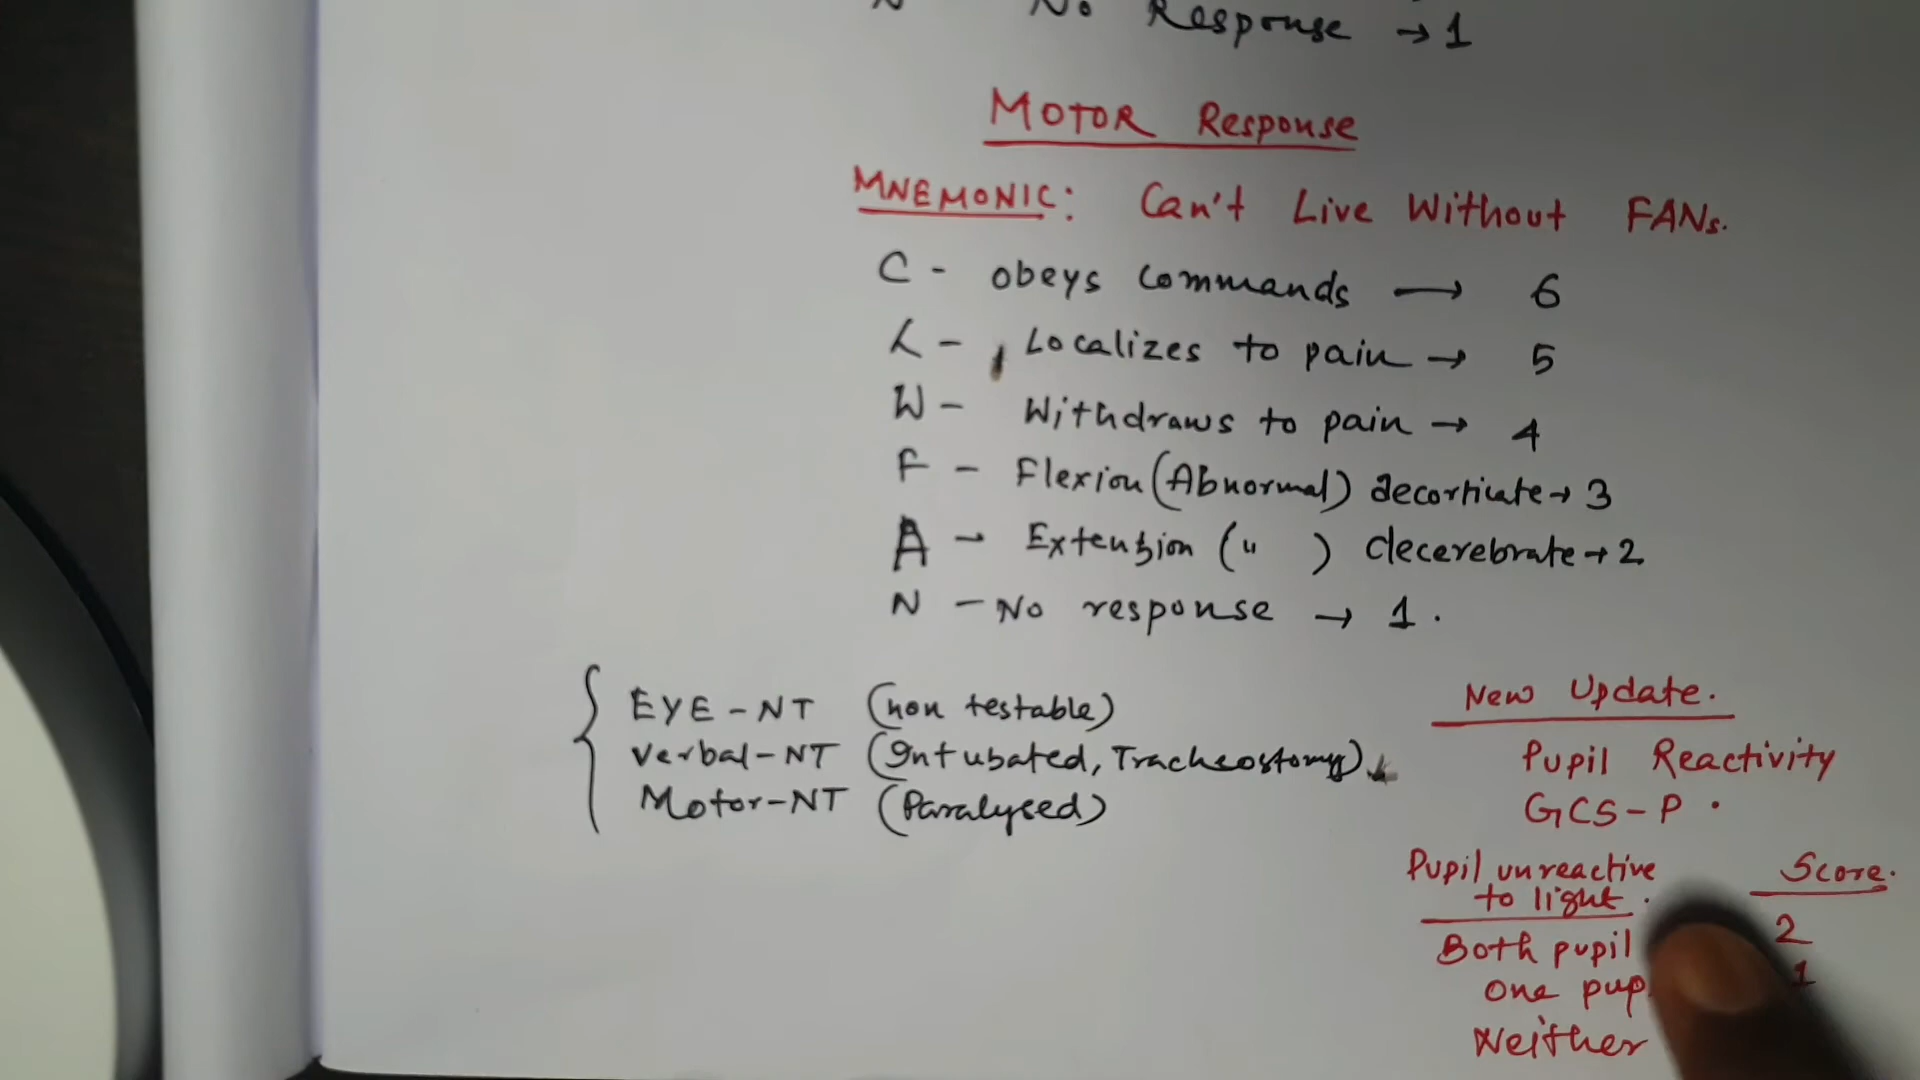 No Response → 1
MOTOR Response
MNEMONIC: Can't Live Without FANs.
C - obeys commands → 6
L - Localizes to pain → 5
W - Withdraws to pain → 4
F - Flexion (Abnormal) decorticate → 3
A - Extension (" ) decerebrate → 2
N - No response → 1.
EYE - NT (non testable)
Verbal - NT (Intubated, Tracheostomy)
Motor - NT (Paralysed)
New Update.
Pupil Reactivity
GCS - P .
Pupil unreactive Score.
to light .
Both pupil 2
One 1
Neither